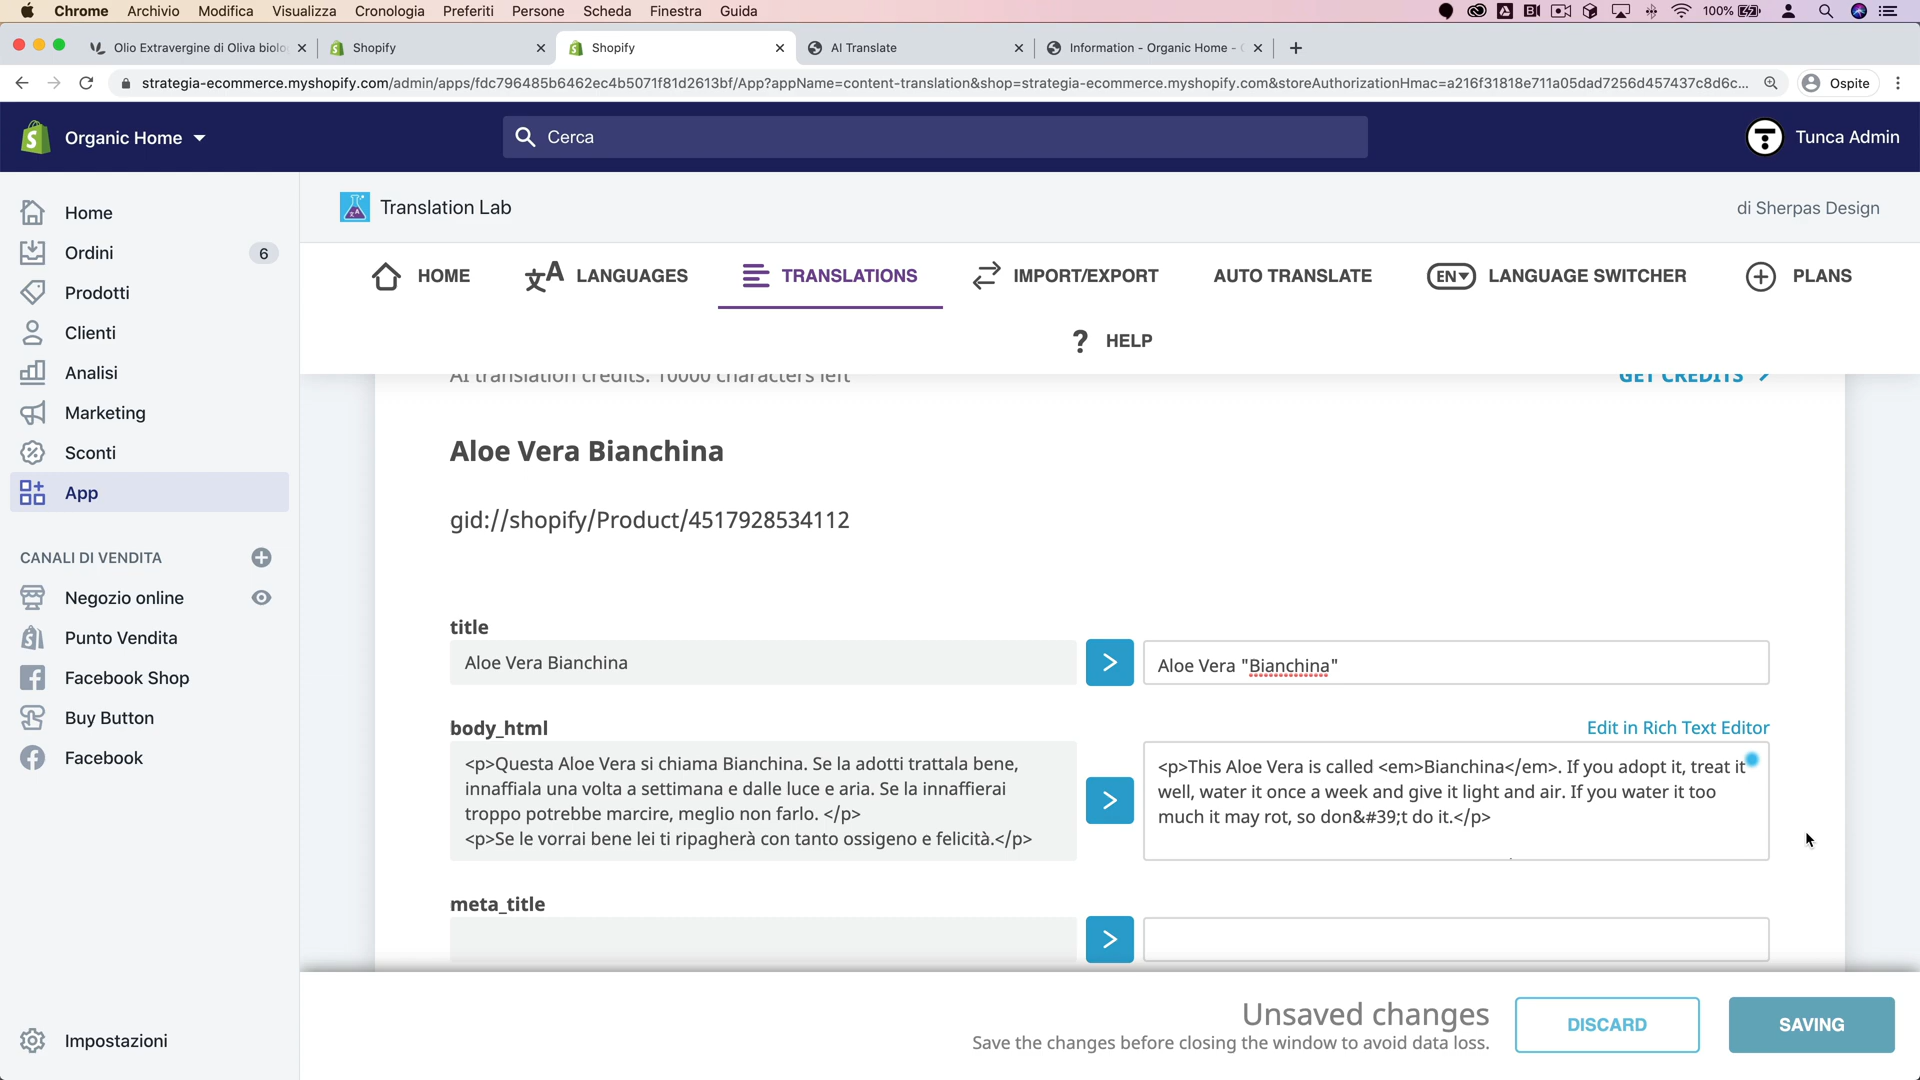 Chrome Archivio Modifica Visualizza Cronologia Preferiti Persone Scheda Finestra Guida 100%
Olio Extravergine di Oliva biolo Shopify Shopify AI Translate Information - Organic Home -
strategia-ecommerce.myshopify.com/admin/apps/fdc796485b6462ec4b5071f81d2613bf/App?appName=content-translation&shop=strategia-ecommerce.myshopify.com&storeAuthorizationHmac=a216f31818e711a05dad7256d457437c8d6c... Ospite
Organic Home Cerca Tunca Admin
Home
Ordini 6
Prodotti
Clienti
Analisi
Marketing
Sconti
App
CANALI DI VENDITA
Negozio online
Punto Vendita
Facebook Shop
Buy Button
Facebook
Impostazioni
Translation Lab di Sherpas Design
HOME LANGUAGES TRANSLATIONS IMPORT/EXPORT AUTO TRANSLATE EN LANGUAGE SWITCHER PLANS
? HELP
AI translation credits: 10000 characters left GET CREDITS
Aloe Vera Bianchina
gid://shopify/Product/4517928534112
title
Aloe Vera Bianchina
Aloe Vera "Bianchina"
body_html Edit in Rich Text Editor
<p>Questa Aloe Vera si chiama Bianchina. Se la adotti trattala bene,
innaffiala una volta a settimana e dalle luce e aria. Se la innaffierai
troppo potrebbe marcire, meglio non farlo. </p>
<p>Se le vorrai bene lei ti ripagherà con tanto ossigeno e felicità.</p>
<p>This Aloe Vera is called <em>Bianchina</em>. If you adopt it, treat it
well, water it once a week and give it light and air. If you water it too
much it may rot, so don&#39;t do it.</p>
meta_title
Unsaved changes
Save the changes before closing the window to avoid data loss.
DISCARD
SAVING